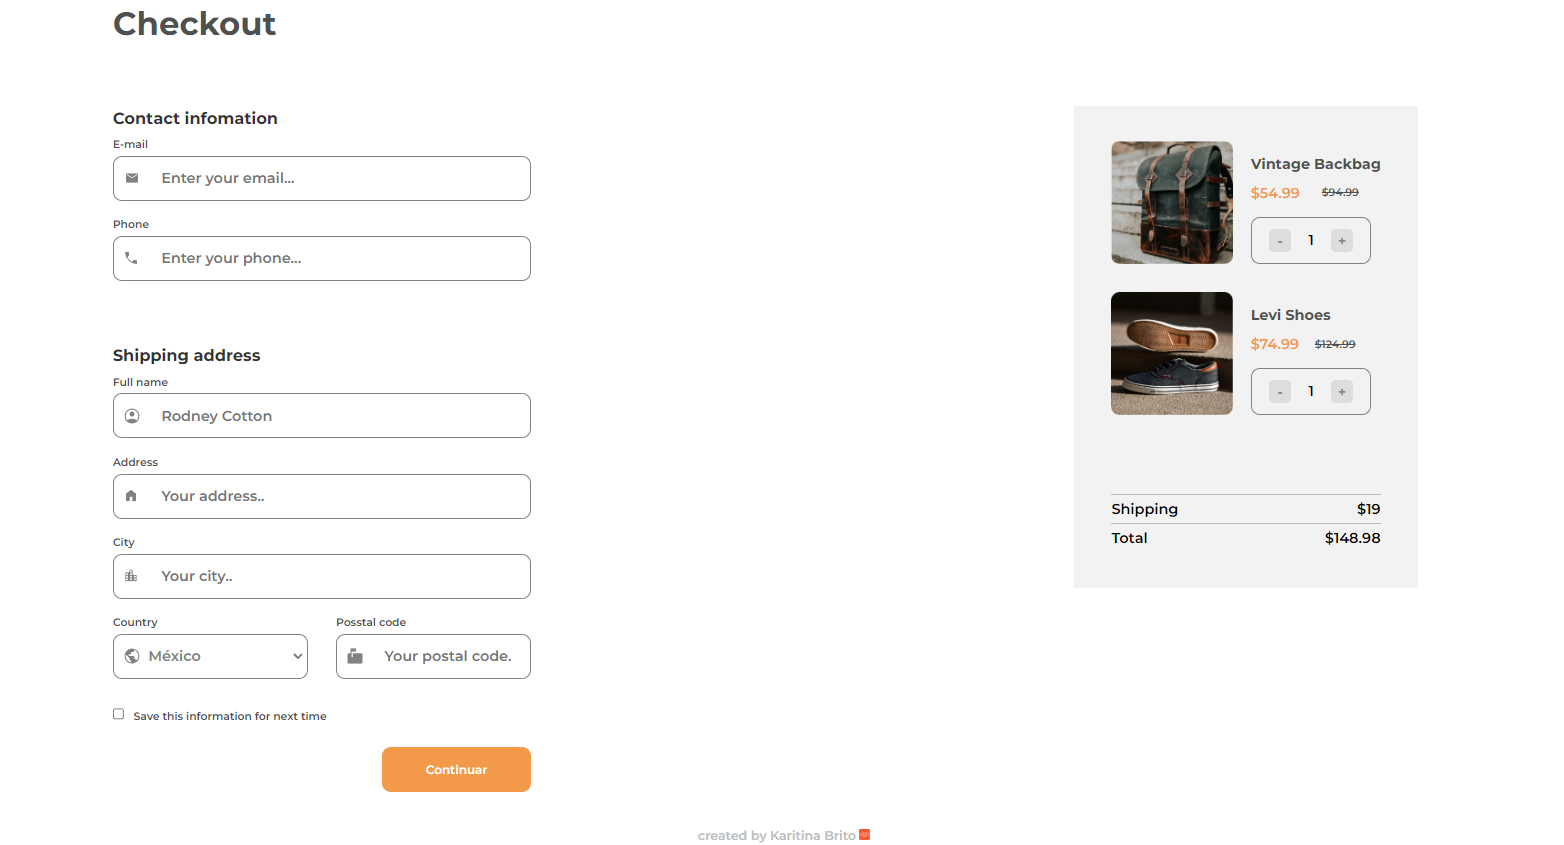 Checkout
Contact infomation
E-mail
Enter your email...
Phone
Enter your phone...
Shipping address
Full name
Rodney Cotton
Address
Your address..
City
Your city..
Country
Posstal code
México
Your postal code.
Save this information for next time
Continuar
Vintage Backbag
$54.99 $94.99
- 1 +
Levi Shoes
$74.99 $124.99
- 1 +
Shipping $19
Total $148.98
created by Karitina Brito